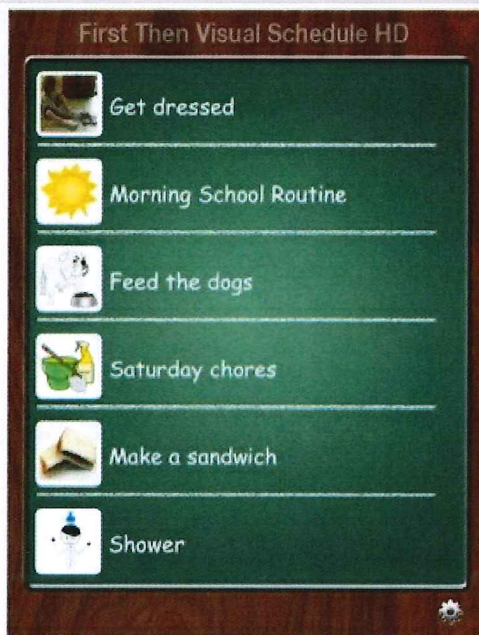 First Then Visual Schedule HD
Get dressed
Morning School Routine
Feed the dogs
Saturday chores
Make a sandwich
Shower